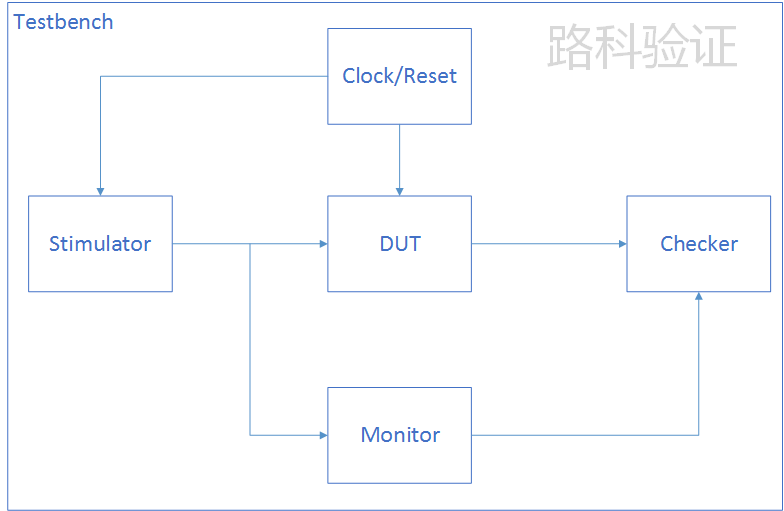 Testbench
路科验证
Clock/Reset
Stimulator
DUT
Checker
Monitor